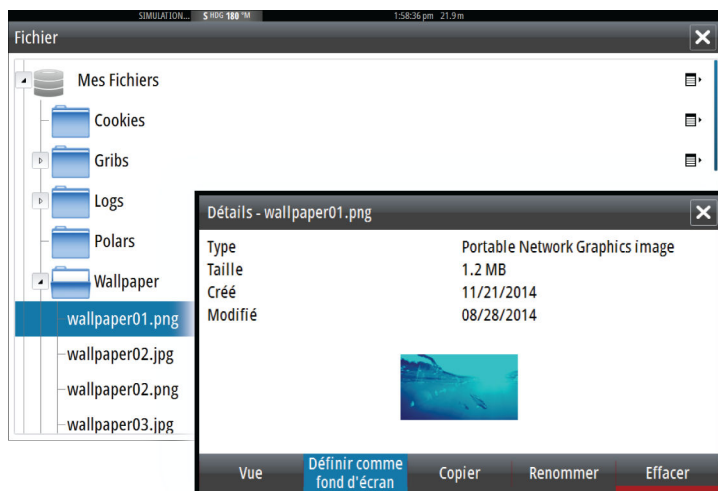 SIMULATION... S HDG 180 °M 1:58:36 pm 21.9 m
Fichier
Mes Fichiers
Cookies
Gribs
Logs
Polars
Wallpaper
wallpaper01.png
wallpaper02.jpg
wallpaper02.png
wallpaper03.jpg
Détails - wallpaper01.png
Type Portable Network Graphics image
Taille 1.2 MB
Créé 11/21/2014
Modifié 08/28/2014
Vue
Définir comme
fond d'écran
Copier
Renommer
Effacer